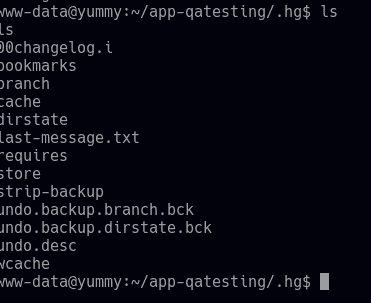 www-data@yummy:~/app-qatesting/.hg$ ls
ls
00changelog.i
bookmarks
branch
cache
dirstate
last-message.txt
requires
store
strip-backup
undo.backup.branch.bck
undo.backup.dirstate.bck
undo.desc
wcache
www-data@yummy:~/app-qatesting/.hg$